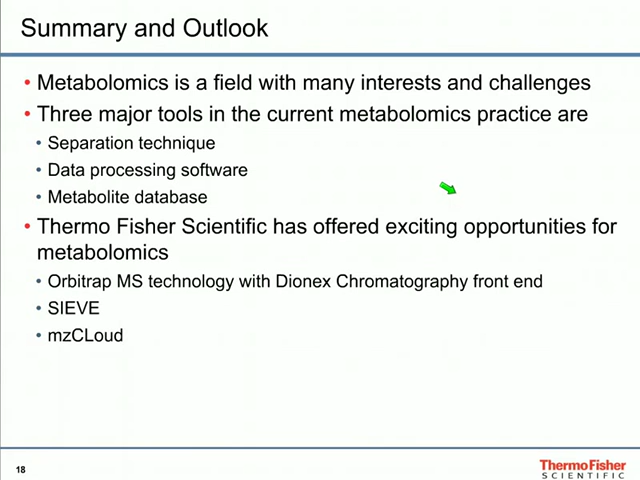 Summary and Outlook
• Metabolomics is a field with many interests and challenges
• Three major tools in the current metabolomics practice are
• Separation technique
• Data processing software
• Metabolite database
• Thermo Fisher Scientific has offered exciting opportunities for
metabolomics
• Orbitrap MS technology with Dionex Chromatography front end
• SIEVE
• mzCLoud
18
ThermoFisher
SCIENTIFIC